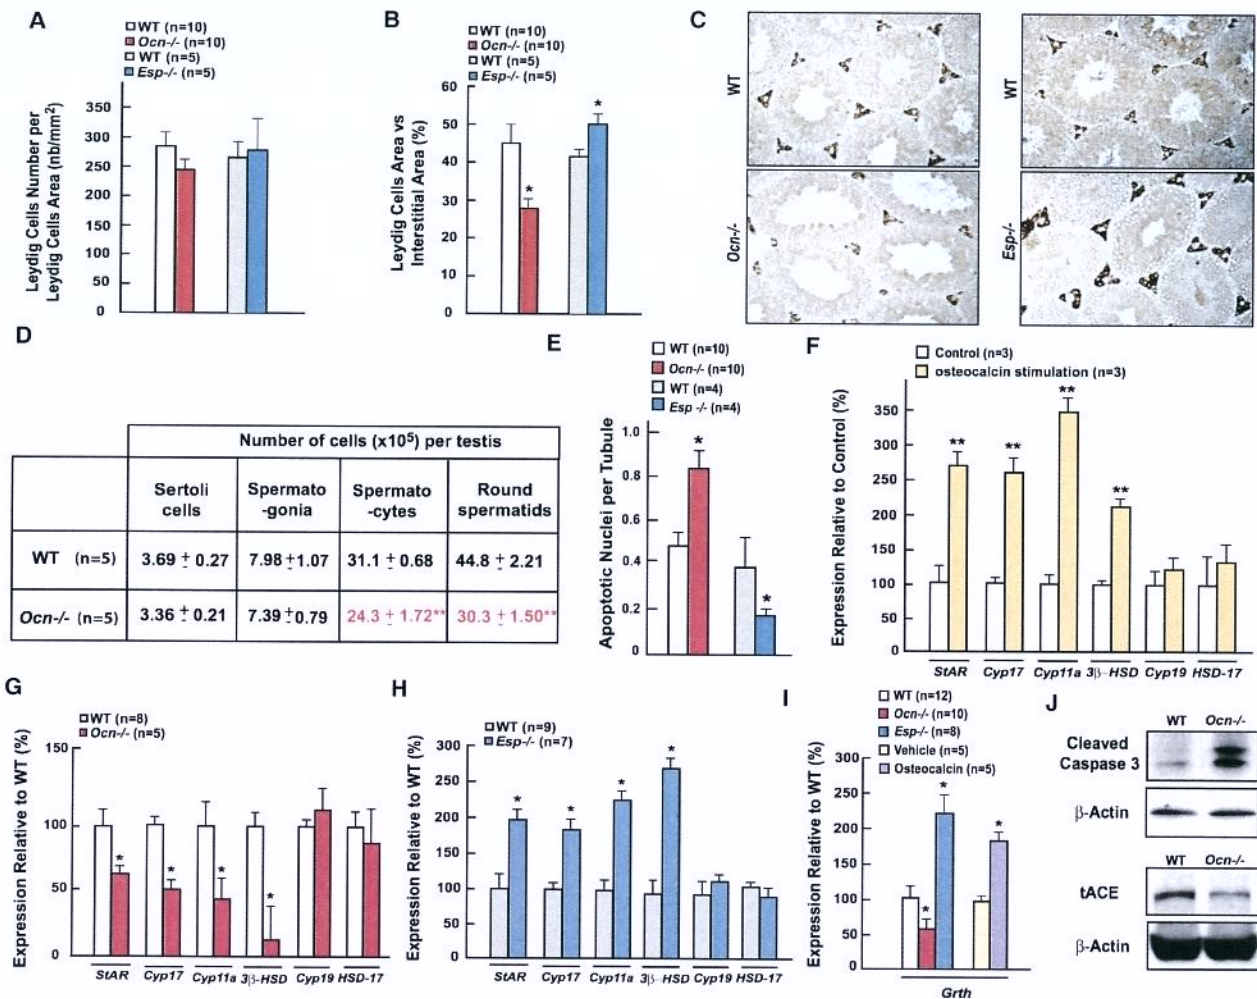 A
WT (n=10)
Ocn-/- (n=10)
WT (n=5)
Esp-/- (n=5)
Leydig Cells Number per
Leydig Cells Area (nb/mm²)
350
300
250
200
150
100
50
0
B
WT (n=10)
Ocn-/- (n=10)
WT (n=5)
Esp-/- (n=5)
Leydig Cells Area vs
Interstitial Area (%)
60
50
40
30
20
10
0
*
*
C
WT
WT
Ocn-/-
Esp-/-
D
Number of cells (x10⁵) per testis
Sertoli cells
Spermato -gonia
Spermato -cytes
Round spermatids
WT (n=5) 3.69 ± 0.27 7.98 ±1.07 31.1 ± 0.68 44.8 ± 2.21
Ocn-/- (n=5) 3.36 ± 0.21 7.39 ±0.79 24.3 ± 1.72** 30.3 ± 1.50**
E
WT (n=10)
Ocn-/- (n=10)
WT (n=4)
Esp -/- (n=4)
Apoptotic Nuclei per Tubule
1.0
0.8
0.6
0.4
0.2
0
*
*
F
Control (n=3)
osteocalcin stimulation (n=3)
Expression Relative to Control (%)
350
300
250
200
150
100
50
0
** ** ** **
StAR Cyp17 Cyp11a 3β-HSD Cyp19 HSD-17
G
WT (n=8)
Ocn-/- (n=5)
Expression Relative to WT (%)
150
100
50
0
* * * *
StAR Cyp17 Cyp11a 3β-HSD Cyp19 HSD-17
H
WT (n=9)
Esp-/- (n=7)
Expression Relative to WT (%)
300
250
200
150
100
50
0
* * * *
StAR Cyp17 Cyp11a 3β-HSD Cyp19 HSD-17
I
WT (n=12)
Ocn-/- (n=10)
Esp-/- (n=8)
Vehicle (n=5)
Osteocalcin (n=5)
Expression Relative to WT (%)
300
250
200
150
100
50
0
* * *
Grth
J
WT Ocn-/-
Cleaved
Caspase 3
β-Actin
WT Ocn-/-
tACE
β-Actin